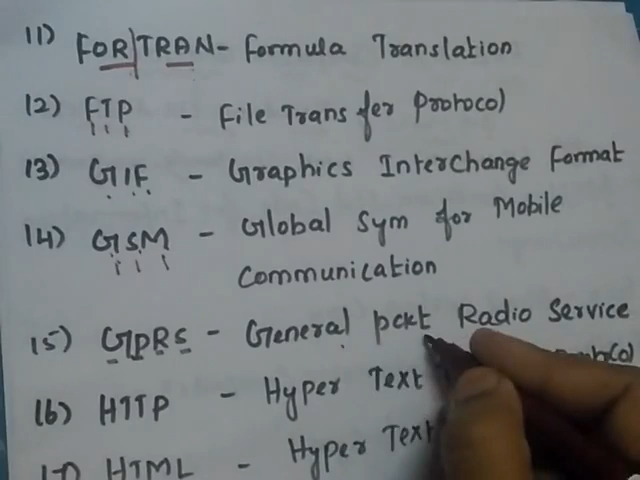 11) FORTRAN - Formula Translation
12) FTP - File Transfer Protocol
13) GIF - Graphics Interchange Format
14) GSM - Global Sym for Mobile
Communication
15) GPRS - General pckt Radio Service
16) HTTP - Hyper Text
17) HTML - Hyper Text